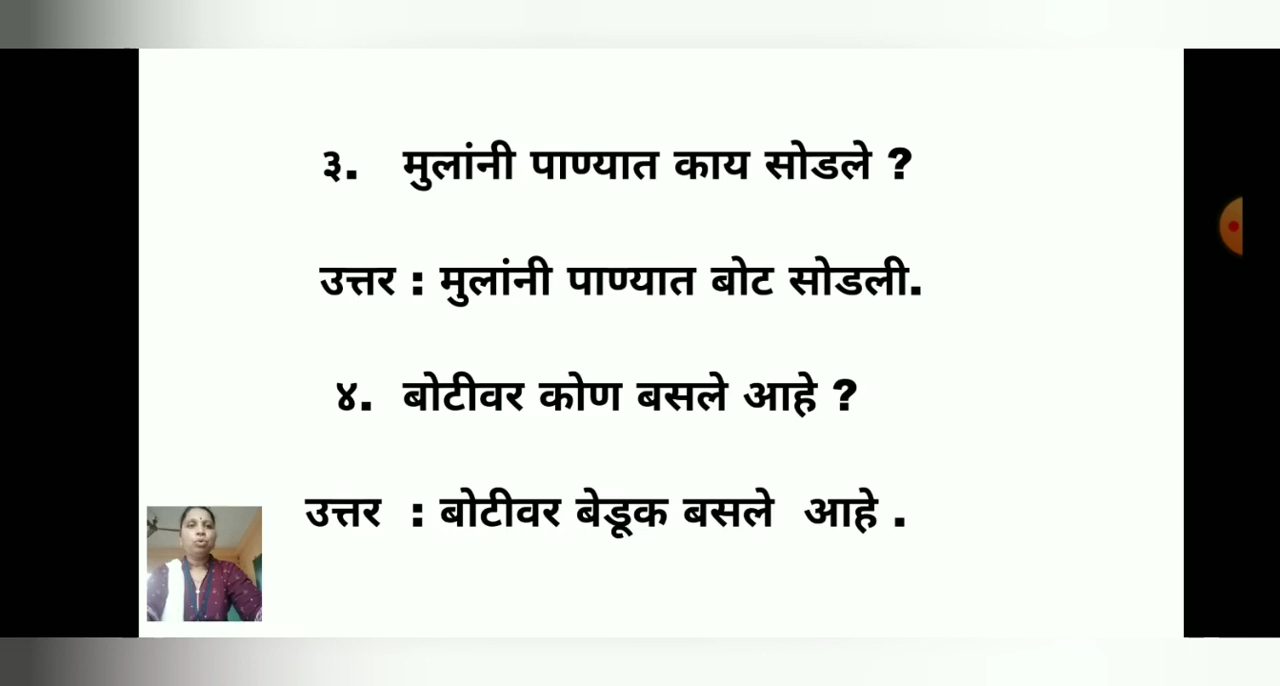 ३. मुलांनी पाण्यात काय सोडले ?
उत्तर : मुलांनी पाण्यात बोट सोडली.
४. बोटीवर कोण बसले आहे ?
उत्तर : बोटीवर बेडूक बसले आहे .